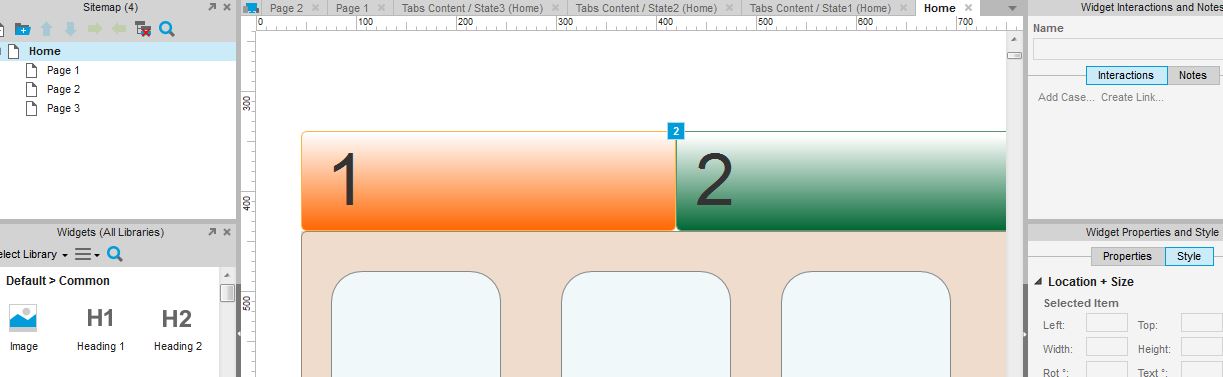 Sitemap (4)
Home
Page 1
Page 2
Page 3
Widgets (All Libraries)
elect Library
Default > Common
Image
H1
Heading 1
H2
Heading 2
Page 2
Page 1
Tabs Content / State3 (Home)
Tabs Content / State2 (Home)
Tabs Content / State1 (Home)
Home
0 100 200 300 400 500 600 700
300
400
500
2
1
2
Widget Interactions and Notes
Name
Interactions
Notes
Add Case... Create Link...
Widget Properties and Style
Properties
Style
Location + Size
Selected Item
Left: Top:
Width: Height:
Rot °: Text °: